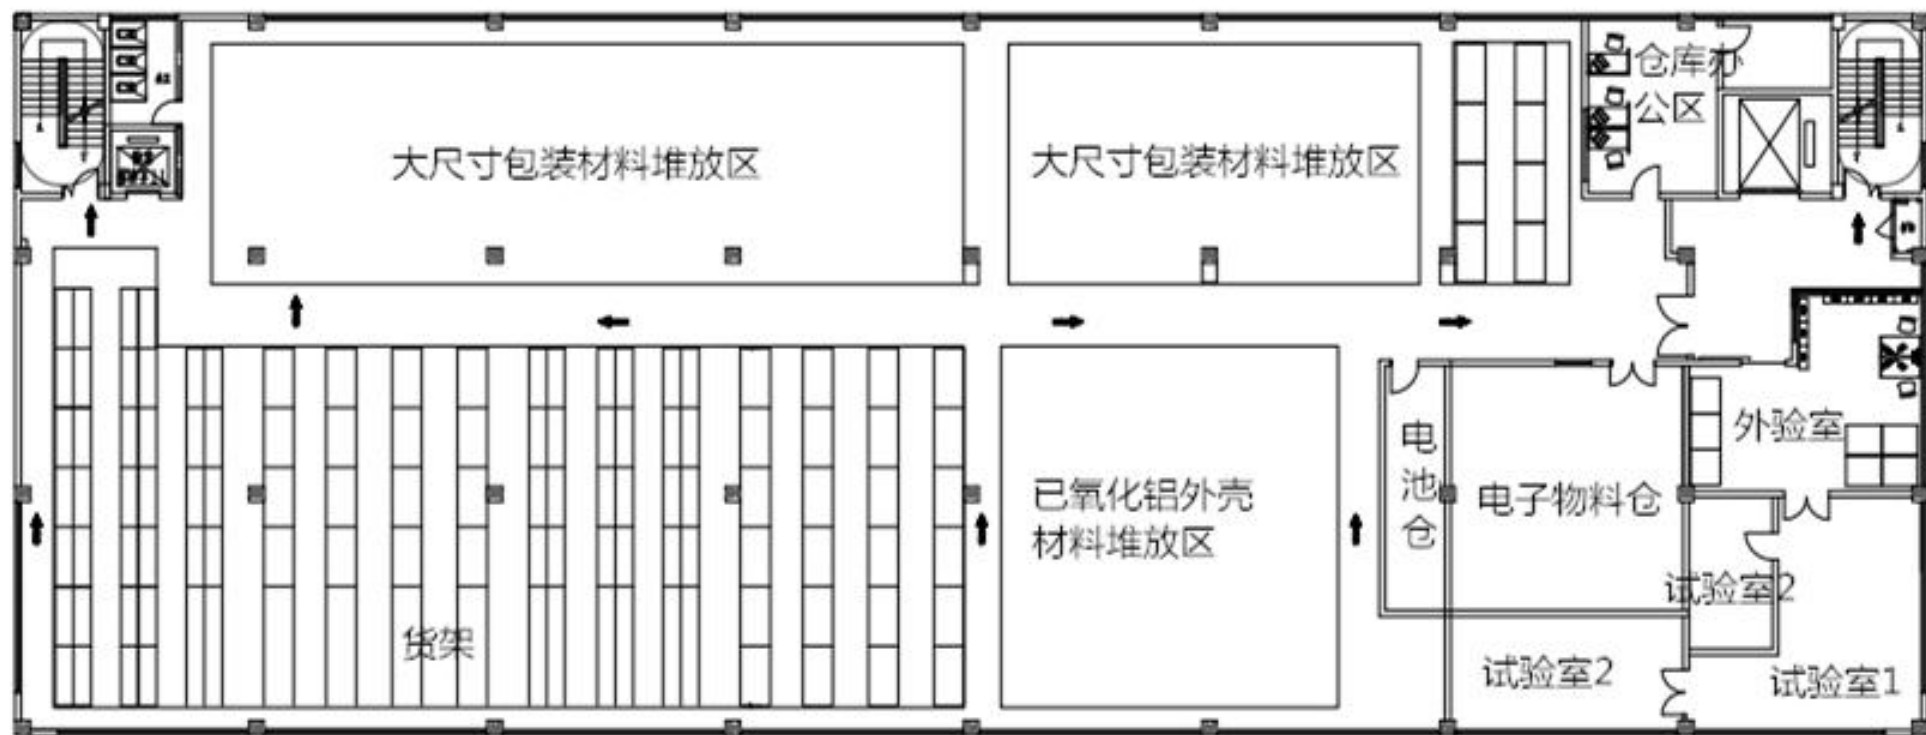 仓库办
公区
大尺寸包装材料堆放区
大尺寸包装材料堆放区
外验室
电池仓
电子物料仓
已氧化铝外壳
材料堆放区
试验室2
货架
试验室2
试验室1